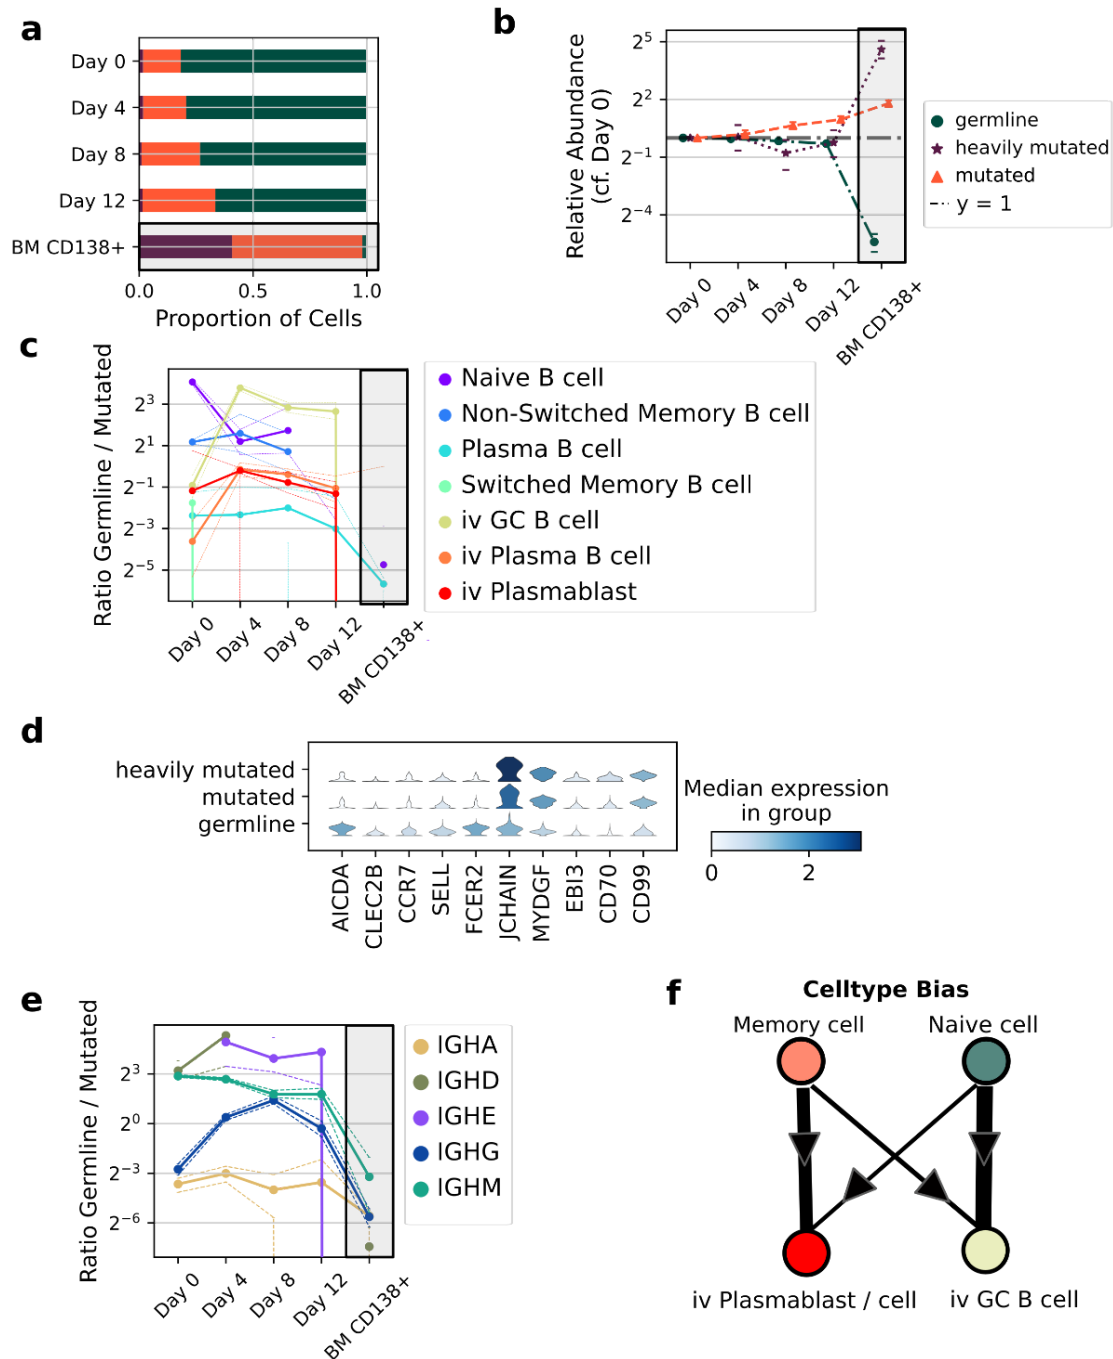 a
Day 0
Day 4
Day 8
Day 12
BM CD138+
0.0 0.5 1.0
Proportion of Cells
b
Relative Abundance
(cf. Day 0)
2^5
2^2
2^−1
2^−4
Day 0 Day 4 Day 8 Day 12 BM CD138+
germline
heavily mutated
mutated
y = 1
c
Ratio Germline / Mutated
2^3
2^1
2^−1
2^−3
2^−5
Day 0 Day 4 Day 8 Day 12 BM CD138+
Naive B cell
Non-Switched Memory B cell
Plasma B cell
Switched Memory B cell
iv GC B cell
iv Plasma B cell
iv Plasmablast
d
heavily mutated
mutated
germline
AICDA CLEC2B CCR7 SELL FCER2 JCHAIN MYDGF EBI3 CD70 CD99
Median expression
in group
0 2
e
Ratio Germline / Mutated
2^3
2^0
2^−3
2^−6
Day 0 Day 4 Day 8 Day 12 BM CD138+
IGHA
IGHD
IGHE
IGHG
IGHM
f
Celltype Bias
Memory cell Naive cell
iv Plasmablast / cell iv GC B cell